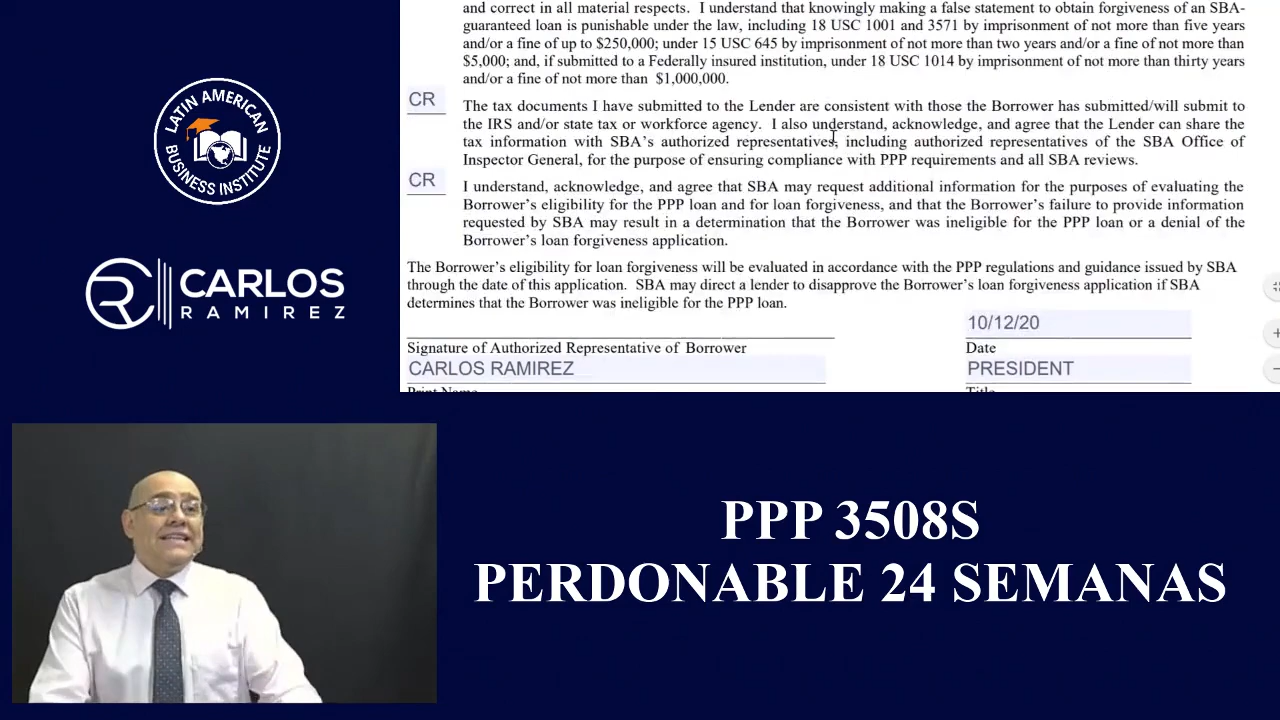 LATIN AMERICAN
BUSINESS INSTITUTE
CARLOS
RAMIREZ
and correct in all material respects. I understand that knowingly making a false statement to obtain forgiveness of an SBA-
guaranteed loan is punishable under the law, including 18 USC 1001 and 3571 by imprisonment of not more than five years
and/or a fine of up to $250,000; under 15 USC 645 by imprisonment of not more than two years and/or a fine of not more than
$5,000; and, if submitted to a Federally insured institution, under 18 USC 1014 by imprisonment of not more than thirty years
and/or a fine of not more than $1,000,000.
CR
The tax documents I have submitted to the Lender are consistent with those the Borrower has submitted/will submit to
the IRS and/or state tax or workforce agency. I also understand, acknowledge, and agree that the Lender can share the
tax information with SBA's authorized representatives, including authorized representatives of the SBA Office of
Inspector General, for the purpose of ensuring compliance with PPP requirements and all SBA reviews.
CR
I understand, acknowledge, and agree that SBA may request additional information for the purposes of evaluating the
Borrower's eligibility for the PPP loan and for loan forgiveness, and that the Borrower's failure to provide information
requested by SBA may result in a determination that the Borrower was ineligible for the PPP loan or a denial of the
Borrower's loan forgiveness application.
The Borrower's eligibility for loan forgiveness will be evaluated in accordance with the PPP regulations and guidance issued by SBA
through the date of this application. SBA may direct a lender to disapprove the Borrower's loan forgiveness application if SBA
determines that the Borrower was ineligible for the PPP loan.
10/12/20
Signature of Authorized Representative of Borrower
Date
CARLOS RAMIREZ
PRESIDENT
Print Name
Title
PPP 3508S
PERDONABLE 24 SEMANAS